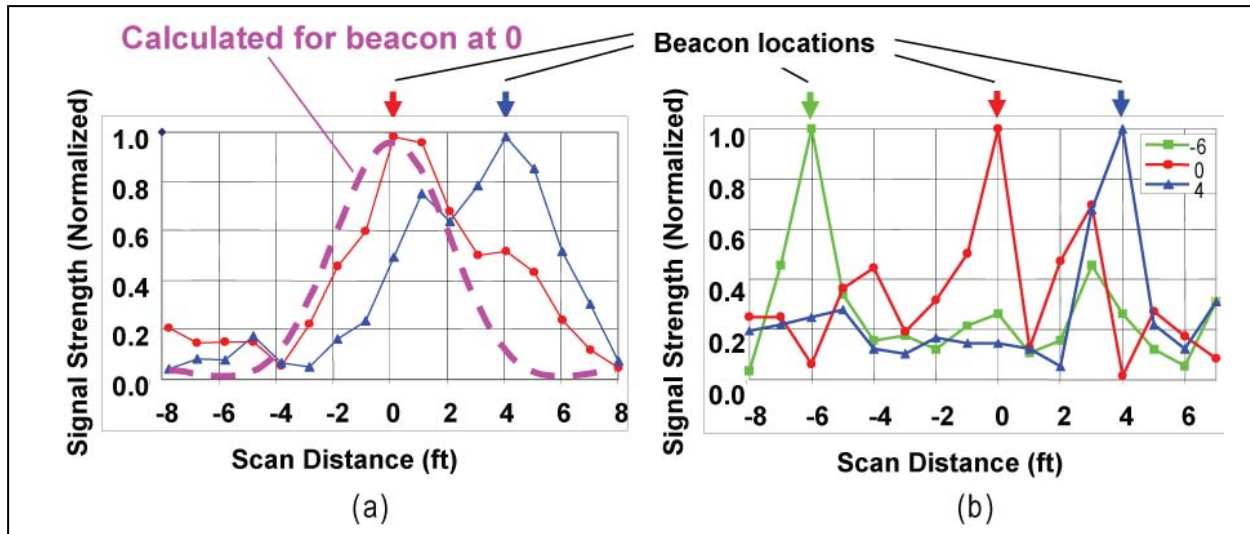 Calculated for beacon at 0
Beacon locations
Signal Strength (Normalized)
1.0
0.8
0.6
0.4
0.2
0.0
-8 -6 -4 -2 0 2 4 6 8
Scan Distance (ft)
(a)
Signal Strength (Normalized)
1.0
0.8
0.6
0.4
0.2
0.0
-8 -6 -4 -2 0 2 4 6
Scan Distance (ft)
-6
0
4
(b)